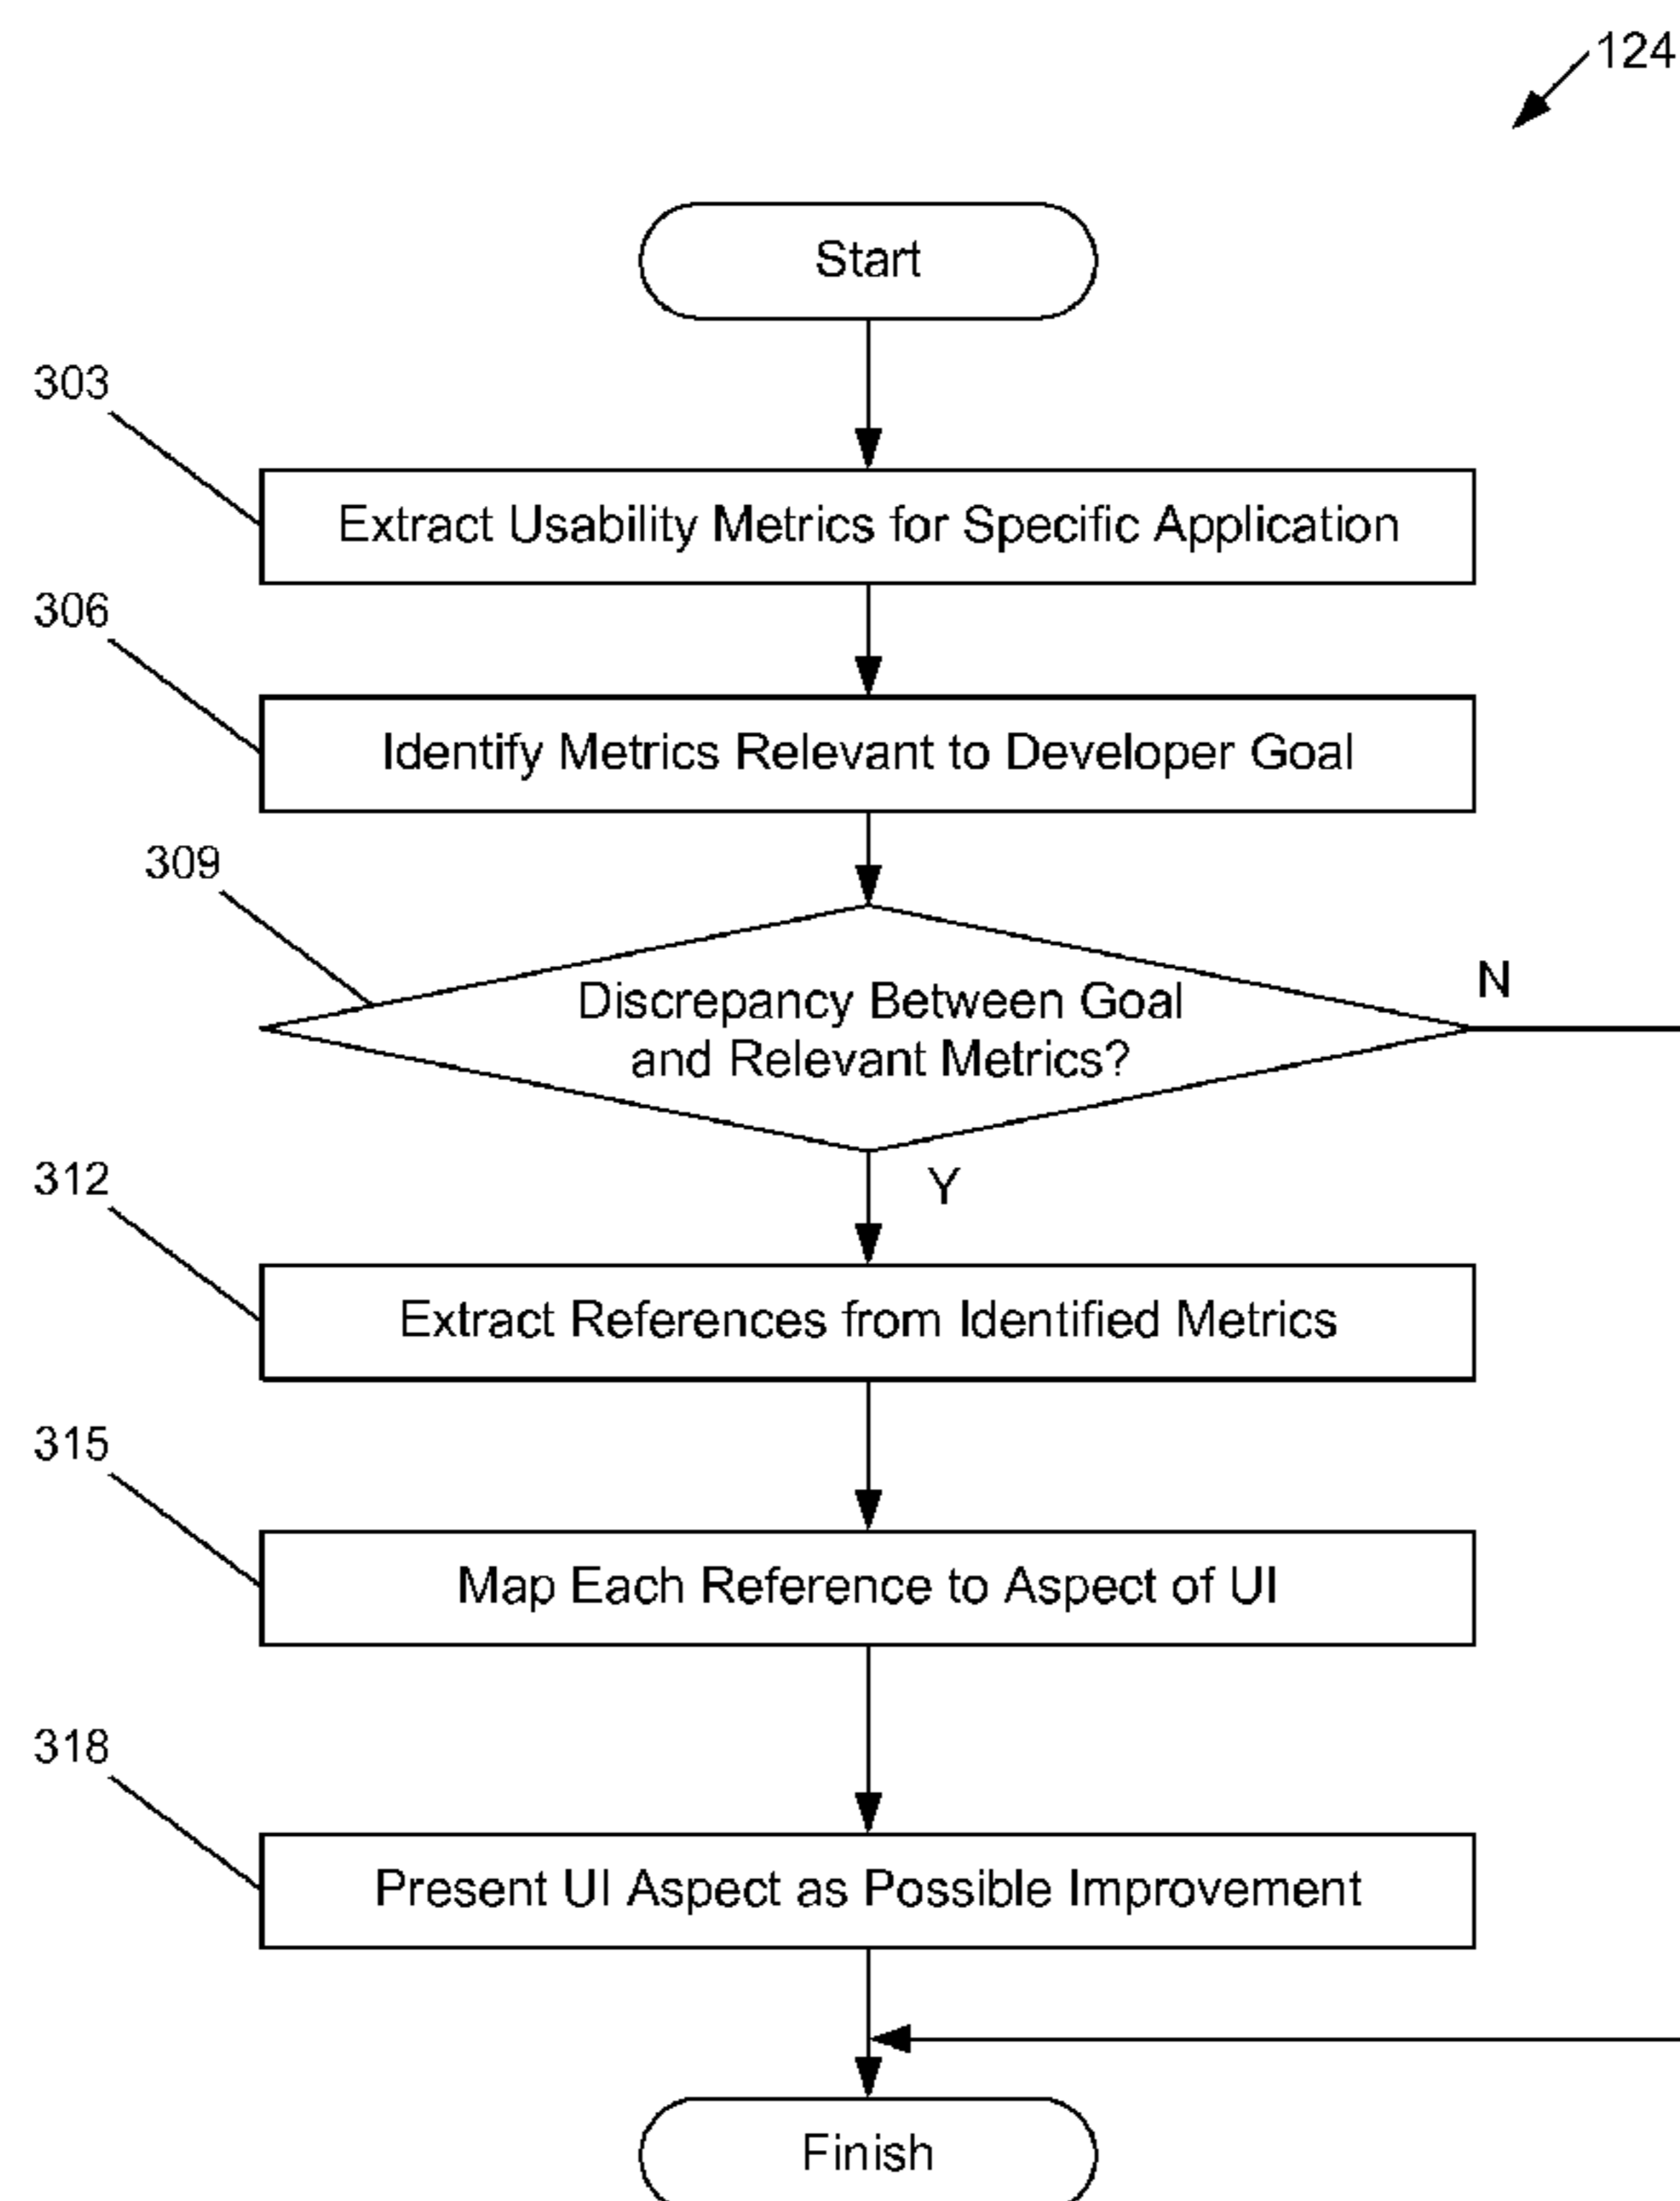 124
Start
303
Extract Usability Metrics for Specific Application
306
Identify Metrics Relevant to Developer Goal
309
Discrepancy Between Goal
and Relevant Metrics?
N
Y
312
Extract References from Identified Metrics
315
Map Each Reference to Aspect of UI
318
Present UI Aspect as Possible Improvement
Finish